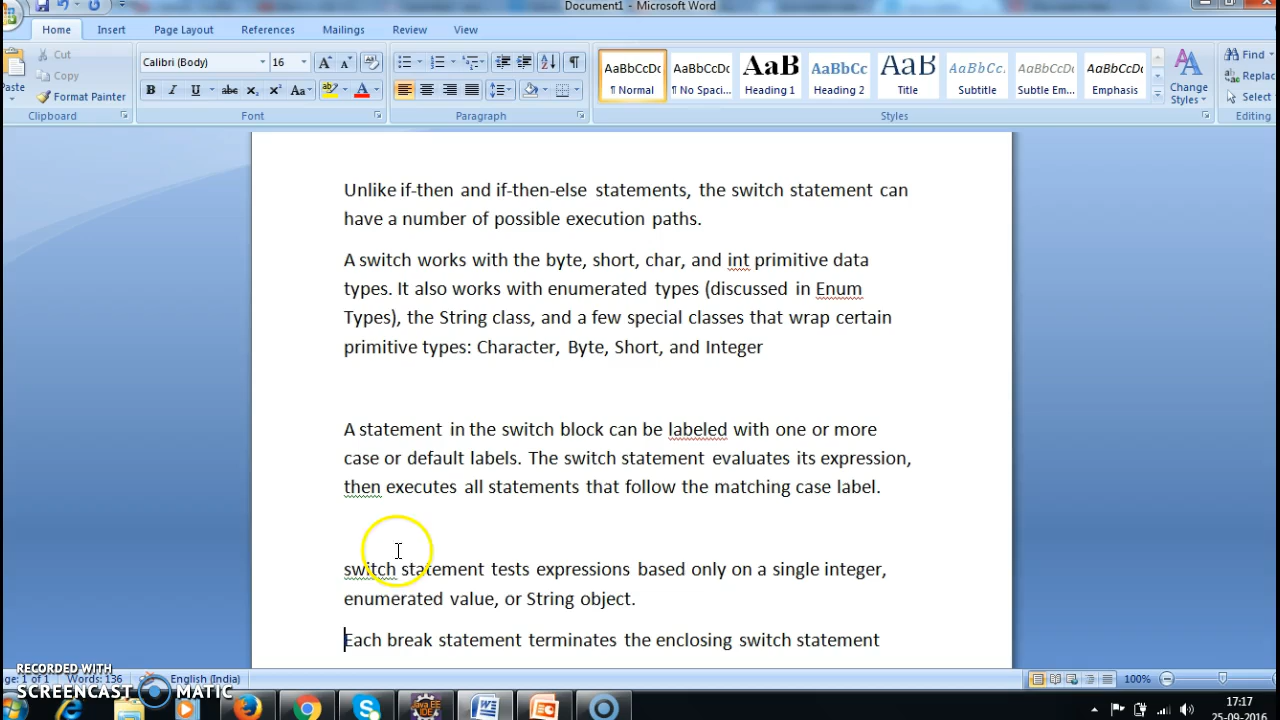 Document1 - Microsoft Word
Home Insert Page Layout References Mailings Review View
Cut
Copy
Paste
Format Painter
Clipboard
Calibri (Body) 16
Font
Paragraph
AaBbCcDc AaBbCcDc AaB AaBbCc AaB AaBbCc. AaBbCcDc AaBbCcDc
¶ Normal ¶ No Spaci... Heading 1 Heading 2 Title Subtitle Subtle Em... Emphasis
Change
Styles
Styles
Find
Replac
Select
Editing
Unlike if-then and if-then-else statements, the switch statement can
have a number of possible execution paths.
A switch works with the byte, short, char, and int primitive data
types. It also works with enumerated types (discussed in Enum
Types), the String class, and a few special classes that wrap certain
primitive types: Character, Byte, Short, and Integer
A statement in the switch block can be labeled with one or more
case or default labels. The switch statement evaluates its expression,
then executes all statements that follow the matching case label.
switch statement tests expressions based only on a single integer,
enumerated value, or String object.
Each break statement terminates the enclosing switch statement
RECORDED WITH
SCREENCAST MATIC
ge: 1 of 1 Words: 136 English (India) 100%
Java EE
IDE
17:17
25-09-2016